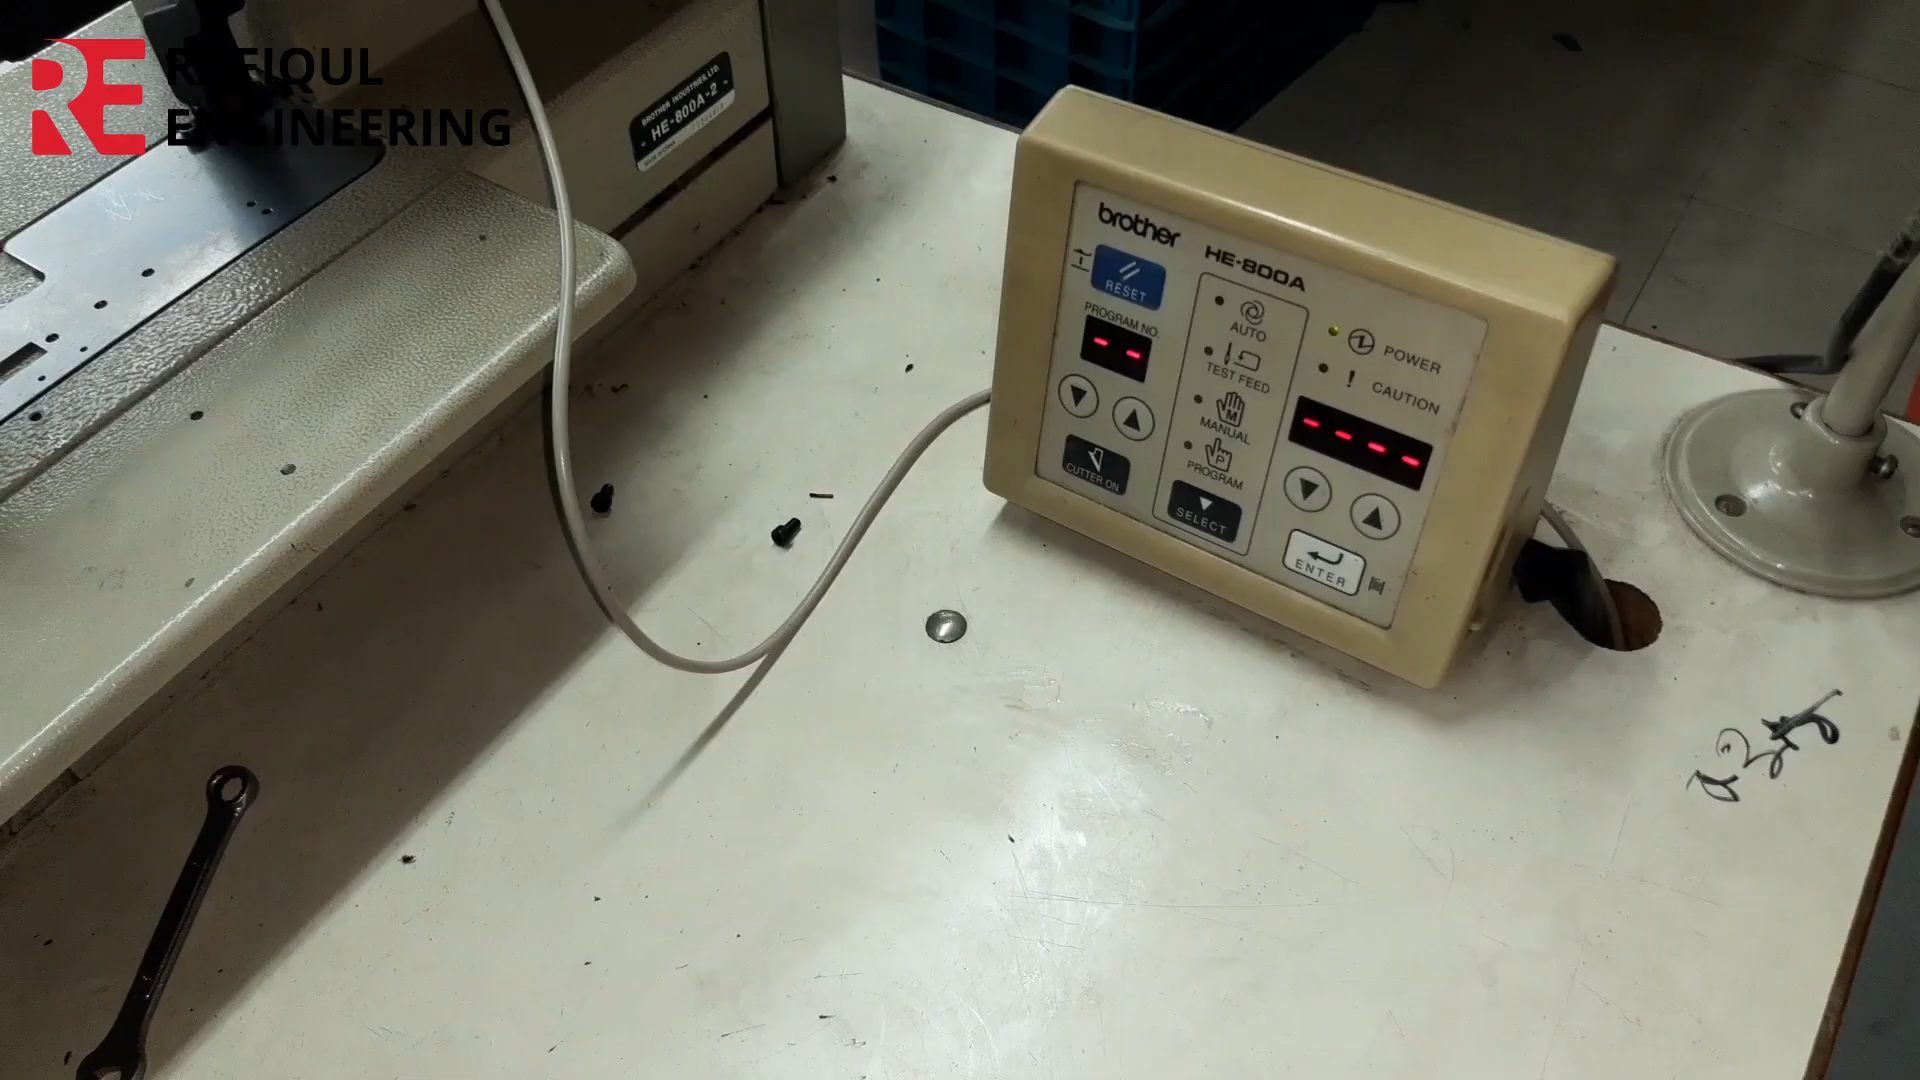 RE
REFIQUL
ENGINEERING
BROTHER INDUSTRIES, LTD.
HE-800A-2
brother
HE-800A
RESET
PROGRAM NO.
AUTO
TEST FEED
M
MANUAL
P
PROGRAM
SELECT
CUTTER ON
POWER
! CAUTION
- -
- - - -
ENTER